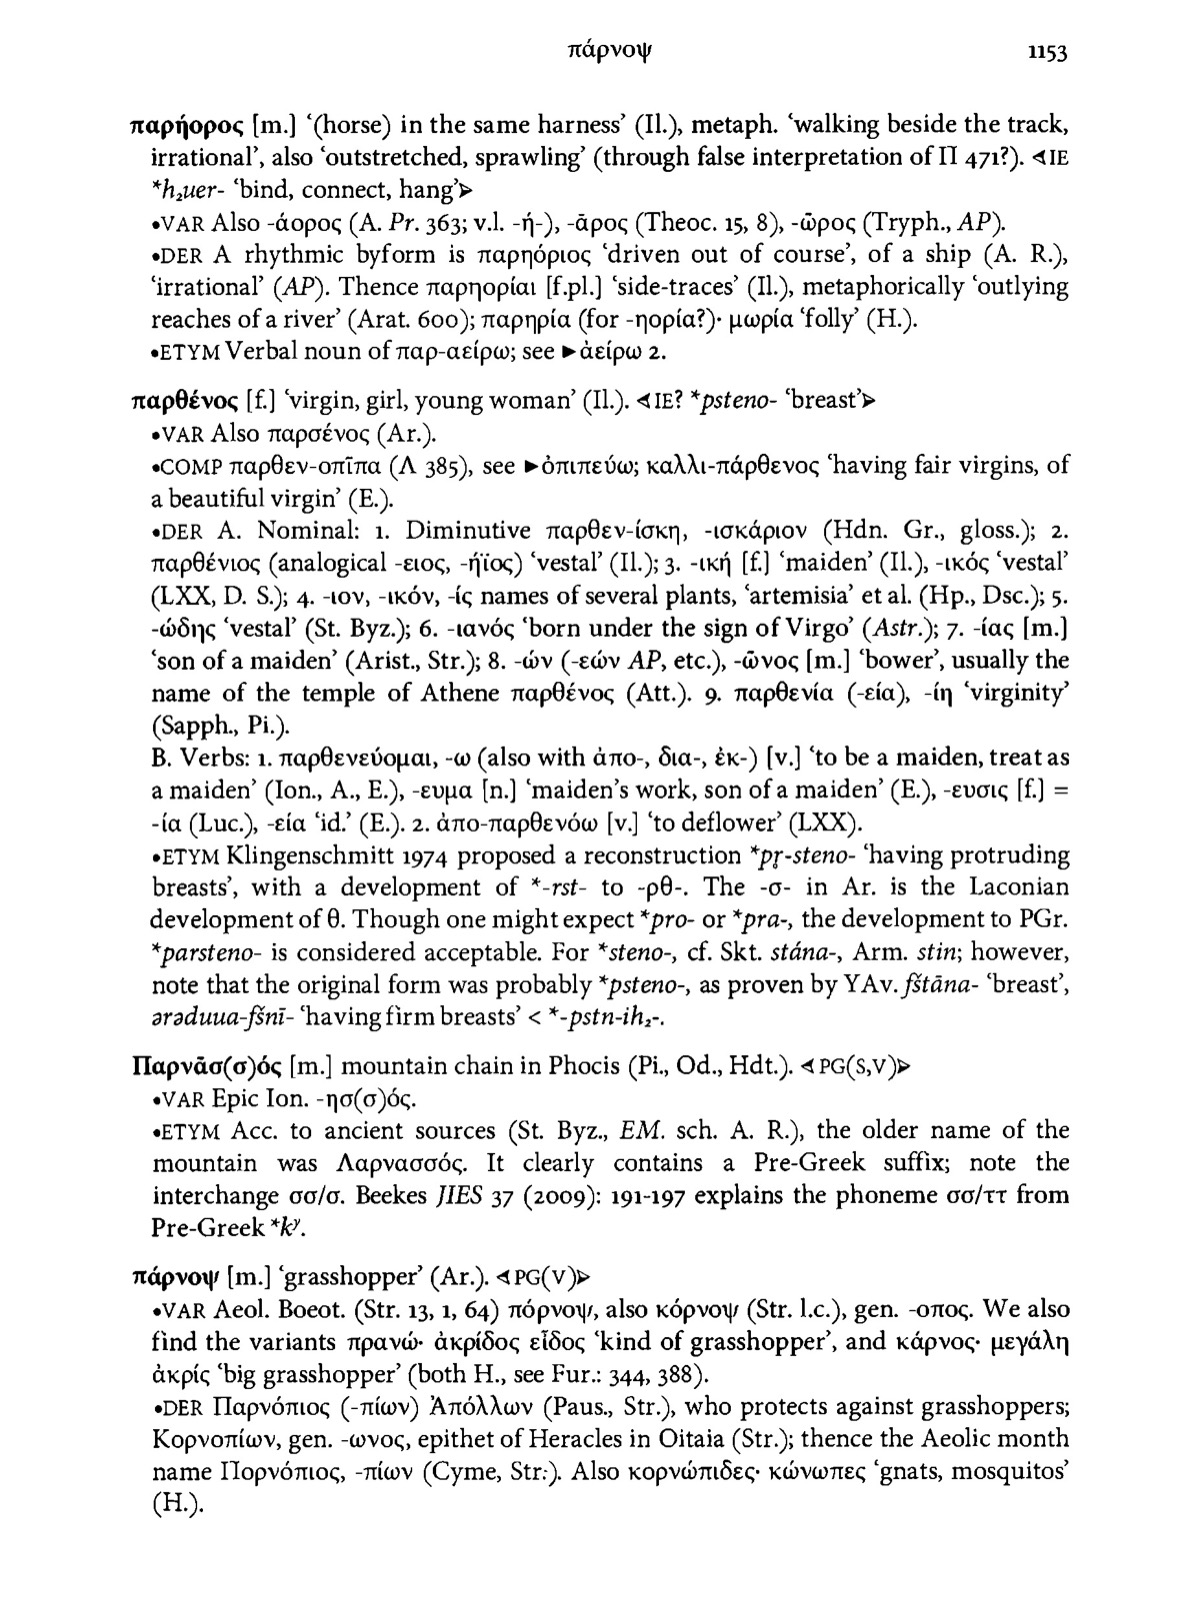 πάρνοψ 1153
παρήορος [m.] ‘(horse) in the same harness’ (Il.), metaph. ‘walking beside the track,
irrational’, also ‘outstretched, sprawling’ (through false interpretation of Π 471?). ⋖IE
*h₂uer- ‘bind, connect, hang’⋗
•VAR Also -άορος (A. Pr. 363; v.l. -ή-), -ᾱρος (Theoc. 15, 8), -ῶρος (Tryph., AP).
•DER A rhythmic byform is παρηόριος ‘driven out of course’, of a ship (A. R.),
‘irrational’ (AP). Thence παρηορίαι [f.pl.] ‘side-traces’ (Il.), metaphorically ‘outlying
reaches of a river’ (Arat. 600); παρηρία (for -ηορία?)· μωρία ‘folly’ (H.).
•ETYM Verbal noun of παρ-αείρω; see ►ἀείρω 2.
παρθένος [f.] ‘virgin, girl, young woman’ (Il.). ⋖IE? *psteno- ‘breast’⋗
•VAR Also παρσένος (Ar.).
•COMP παρθεν-οπῖπα (Λ 385), see ►ὀπιπεύω; καλλι-πάρθενος ‘having fair virgins, of
a beautiful virgin’ (E.).
•DER A. Nominal: 1. Diminutive παρθεν-ίσκη, -ισκάριον (Hdn. Gr., gloss.); 2.
παρθένιος (analogical -ειος, -ήϊος) ‘vestal’ (Il.); 3. -ική [f.] ‘maiden’ (Il.), -ικός ‘vestal’
(LXX, D. S.); 4. -ιον, -ικόν, -ίς names of several plants, ‘artemisia’ et al. (Hp., Dsc.); 5.
-ώδης ‘vestal’ (St. Byz.); 6. -ιανός ‘born under the sign of Virgo’ (Astr.); 7. -ίας [m.]
‘son of a maiden’ (Arist., Str.); 8. -ών (-εών AP, etc.), -ῶνος [m.] ‘bower’, usually the
name of the temple of Athene παρθένος (Att.). 9. παρθενία (-εία), -ίη ‘virginity’
(Sapph., Pi.).
B. Verbs: 1. παρθενεύομαι, -ω (also with ἀπο-, δια-, ἐκ-) [v.] ‘to be a maiden, treat as
a maiden’ (Ion., A., E.), -ευμα [n.] ‘maiden’s work, son of a maiden’ (E.), -ευσις [f.] =
-ία (Luc.), -εία ‘id.’ (E.). 2. ἀπο-παρθενόω [v.] ‘to deflower’ (LXX).
•ETYM Klingenschmitt 1974 proposed a reconstruction *pr̥-steno- ‘having protruding
breasts’, with a development of *-rst- to -ρθ-. The -σ- in Ar. is the Laconian
development of θ. Though one might expect *pro- or *pra-, the development to PGr.
*parsteno- is considered acceptable. For *steno-, cf. Skt. stána-, Arm. stin; however,
note that the original form was probably *psteno-, as proven by YAv. fštāna- ‘breast’,
ərəduua-fšnī- ‘having firm breasts’ < *-pstn-ih₂-.
Παρνᾱσ(σ)ός [m.] mountain chain in Phocis (Pi., Od., Hdt.). ⋖PG(S,V)⋗
•VAR Epic Ion. -ησ(σ)ός.
•ETYM Acc. to ancient sources (St. Byz., EM. sch. A. R.), the older name of the
mountain was Λαρνασσός. It clearly contains a Pre-Greek suffix; note the
interchange σσ/σ. Beekes JIES 37 (2009): 191-197 explains the phoneme σσ/ττ from
Pre-Greek *kʸ.
πάρνοψ [m.] ‘grasshopper’ (Ar.). ⋖PG(V)⋗
•VAR Aeol. Boeot. (Str. 13, 1, 64) πόρνοψ, also κόρνοψ (Str. l.c.), gen. -οπος. We also
find the variants πρανώ· ἀκρίδος εἶδος ‘kind of grasshopper’, and κάρνος· μεγάλη
ἀκρίς ‘big grasshopper’ (both H., see Fur.: 344, 388).
•DER Παρνόπιος (-πίων) Ἀπόλλων (Paus., Str.), who protects against grasshoppers;
Κορνοπίων, gen. -ωνος, epithet of Heracles in Oitaia (Str.); thence the Aeolic month
name Πορνόπιος, -πίων (Cyme, Str.). Also κορνώπιδες· κώνωπες ‘gnats, mosquitos’
(H.).